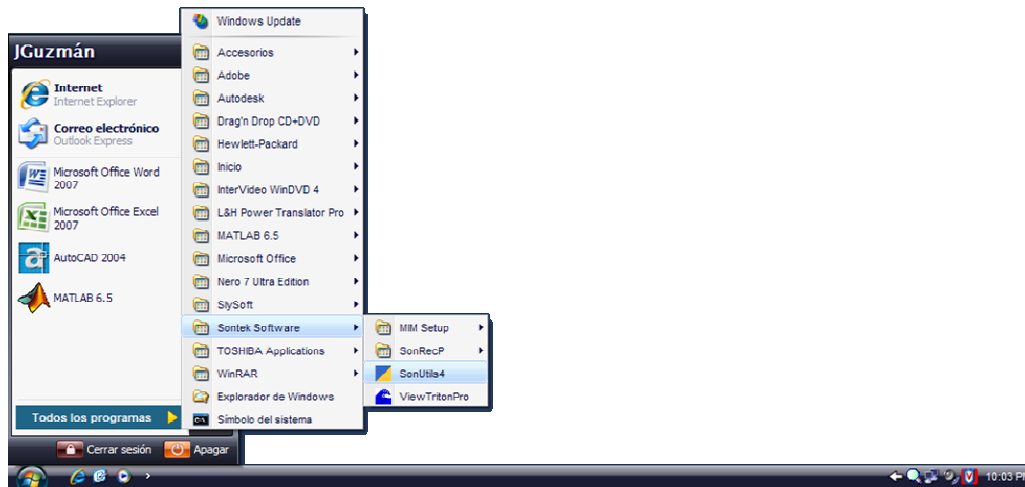 JGuzmán
Internet
Internet Explorer
Correo electrónico
Outlook Express
Microsoft Office Word
2007
Microsoft Office Excel
2007
AutoCAD 2004
MATLAB 6.5
Todos los programas
Cerrar sesión
Apagar
Windows Update
Accesorios
Adobe
Autodesk
Drag'n Drop CD+DVD
Hewlett-Packard
Inicio
InterVideo WinDVD 4
L&H Power Translator Pro
MATLAB 6.5
Microsoft Office
Nero 7 Ultra Edition
SlySoft
Sontek Software
TOSHIBA Applications
WinRAR
Explorador de Windows
Símbolo del sistema
MIM Setup
SonRecP
SonUtils4
ViewTritonPro
10:03